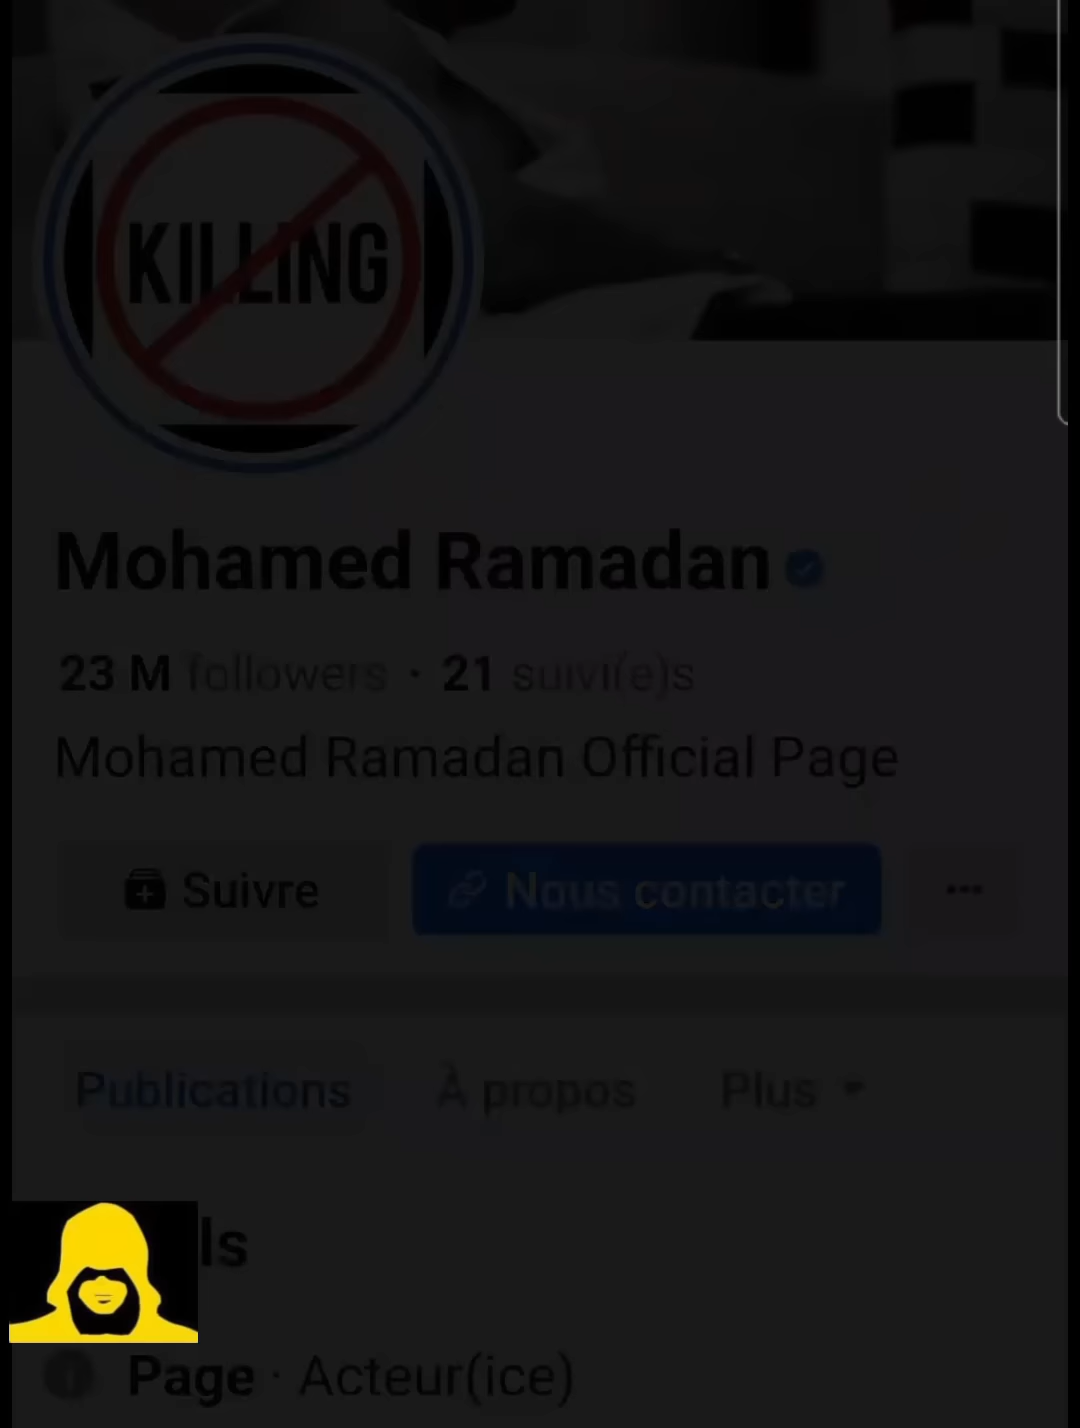 KILLING
Mohamed Ramadan
23 M followers · 21 suivi(e)s
Mohamed Ramadan Official Page
Suivre
Nous contacter
Publications
À propos
Plus
ls
Page · Acteur(ice)